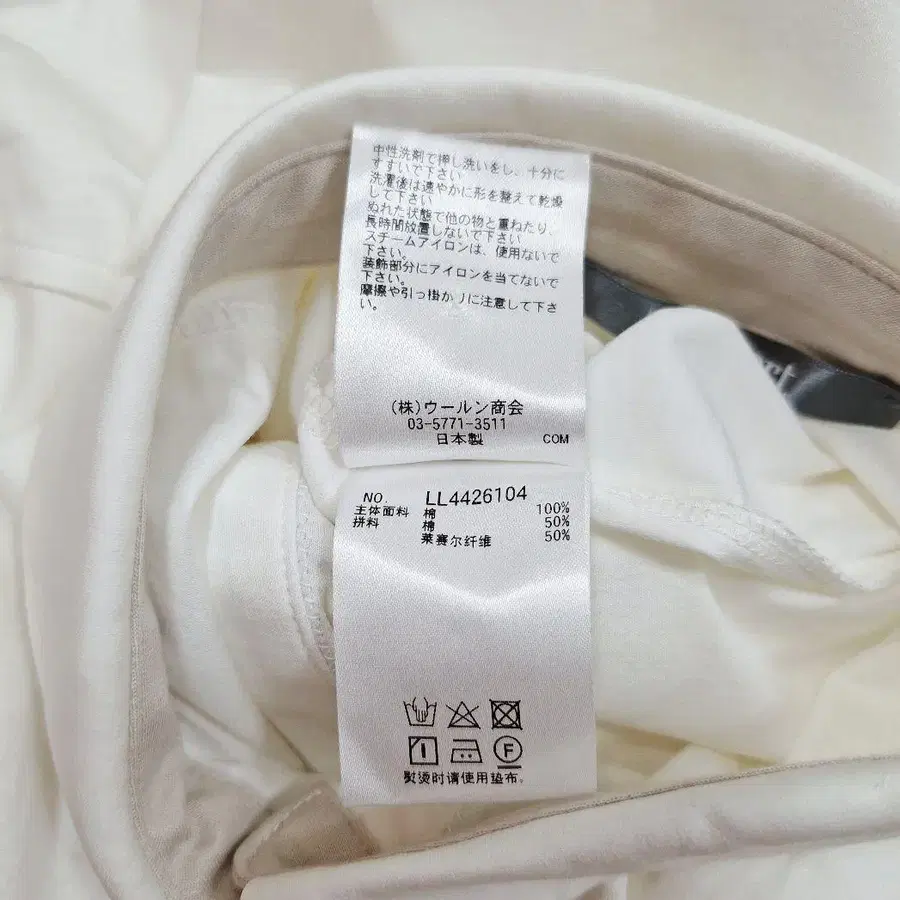 中性洗剤で押し洗いをし、十分に
すすいで下さい
洗濯後は速やかに形を整えて乾燥
して下さい
ぬれた状態で他の物と重ねたり、
長時間放置しないで下さい
スチームアイロンは、使用ないで
下さい。
装飾部分にアイロンを当てないで
下さい。
摩擦や引っ掛かりに注意して下さ
い。
(株)ウールン商会
03-5771-3511
日本製 COM
NO. LL4426104
主体面料 棉 100%
拼料 棉 50%
莱赛尔纤维 50%
F
熨烫时请使用垫布。